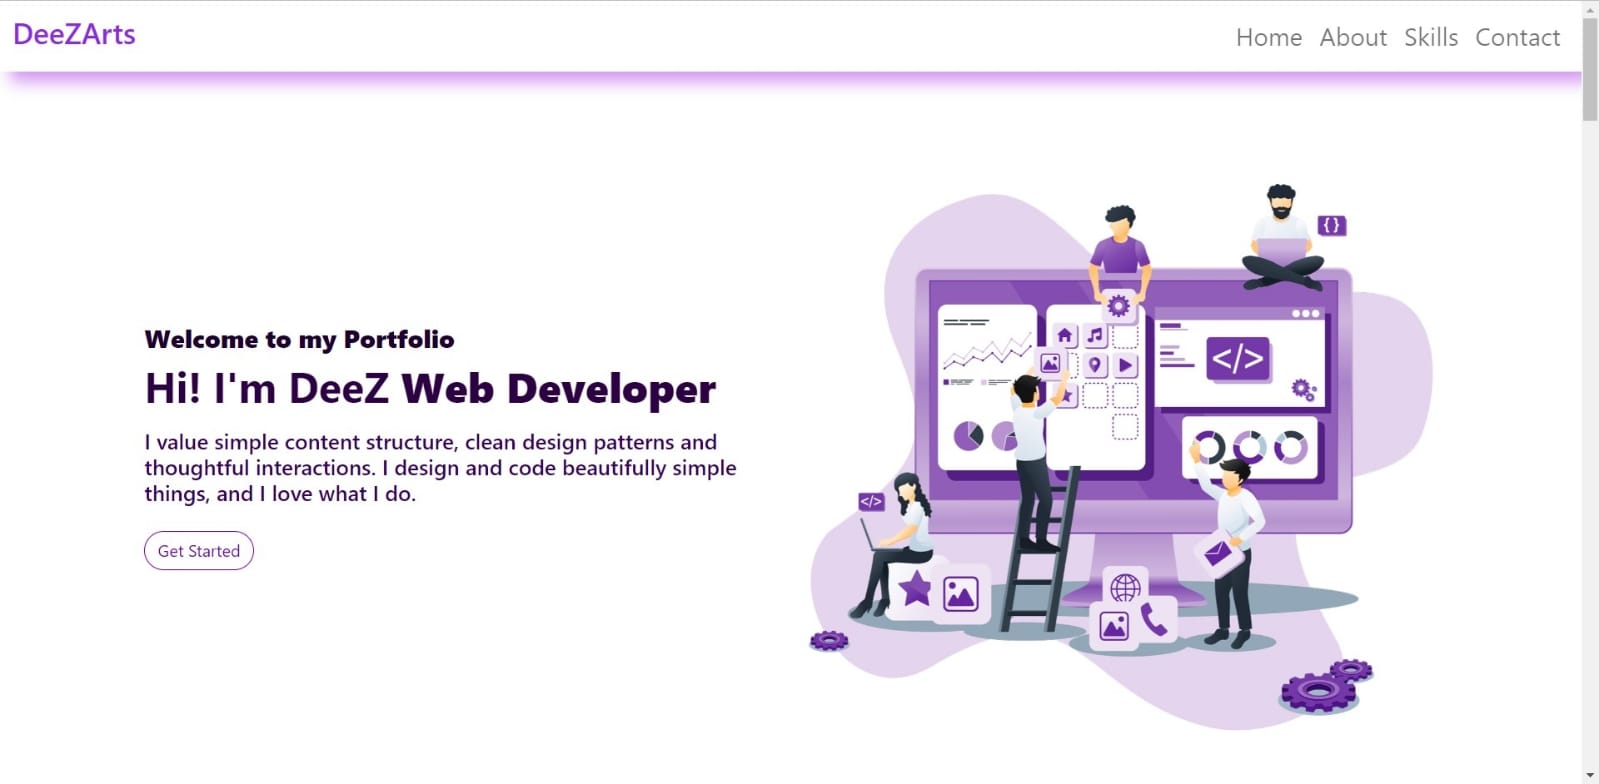 DeeZArts
Home About Skills Contact
Welcome to my Portfolio
Hi! I'm DeeZ Web Developer
I value simple content structure, clean design patterns and
thoughtful interactions. I design and code beautifully simple
things, and I love what I do.
Get Started
{ }
</>
</>